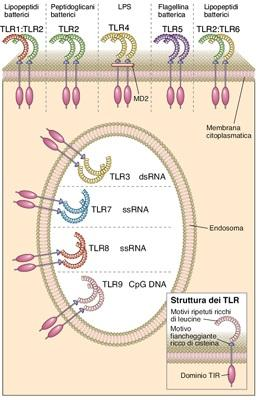 Lipopeptidi
batterici
Peptidoglicani
batterici
LPS
Flagellina
batterica
Lipopeptidi
batterici
TLR1:TLR2
TLR2
TLR4
TLR5
TLR2:TLR6
MD2
Membrana
citoplasmatica
TLR3 dsRNA
TLR7 ssRNA
Endosoma
TLR8 ssRNA
TLR9 CpG DNA
Struttura dei TLR
Motivi ripetuti ricchi
di leucine
Motivo
fiancheggiante
ricco di cisteina
Dominio TIR